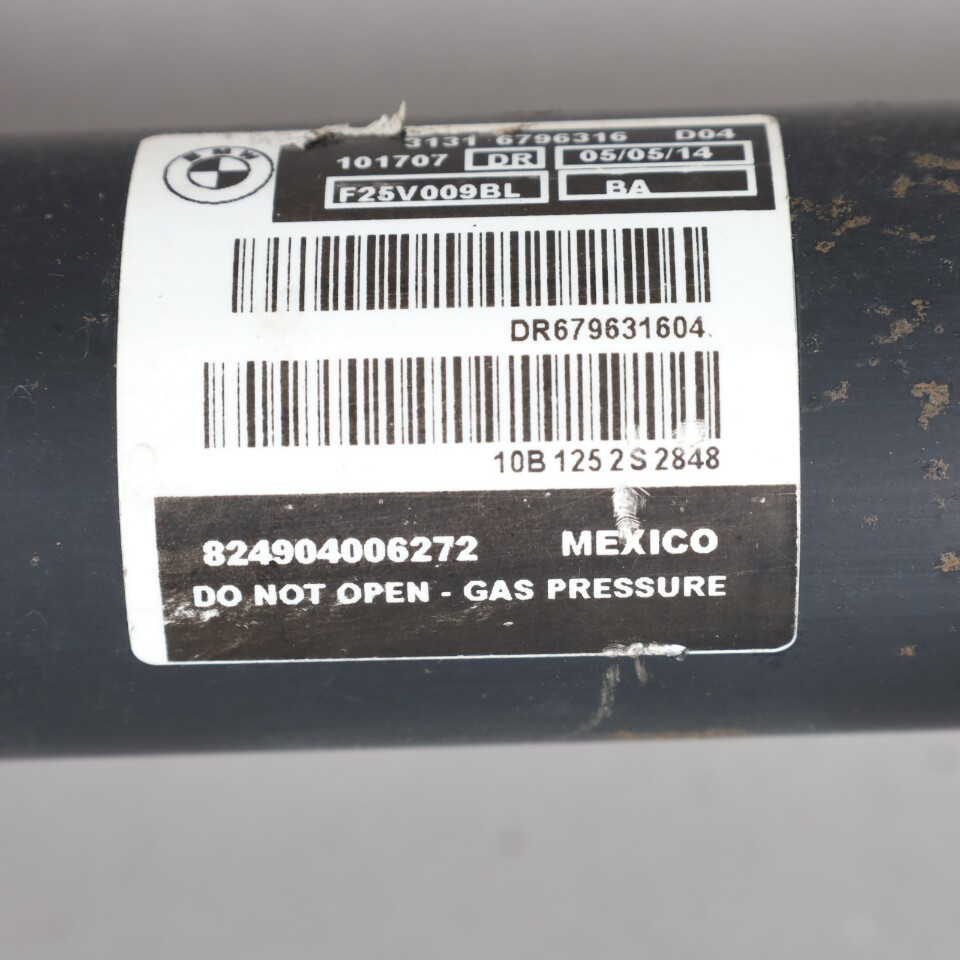 BMW
3131 6796316 D04
101707 DR 05/05/14
F25V009BL BA
DR679631604
10B 125 2S 2848
824904006272 MEXICO
DO NOT OPEN - GAS PRESSURE